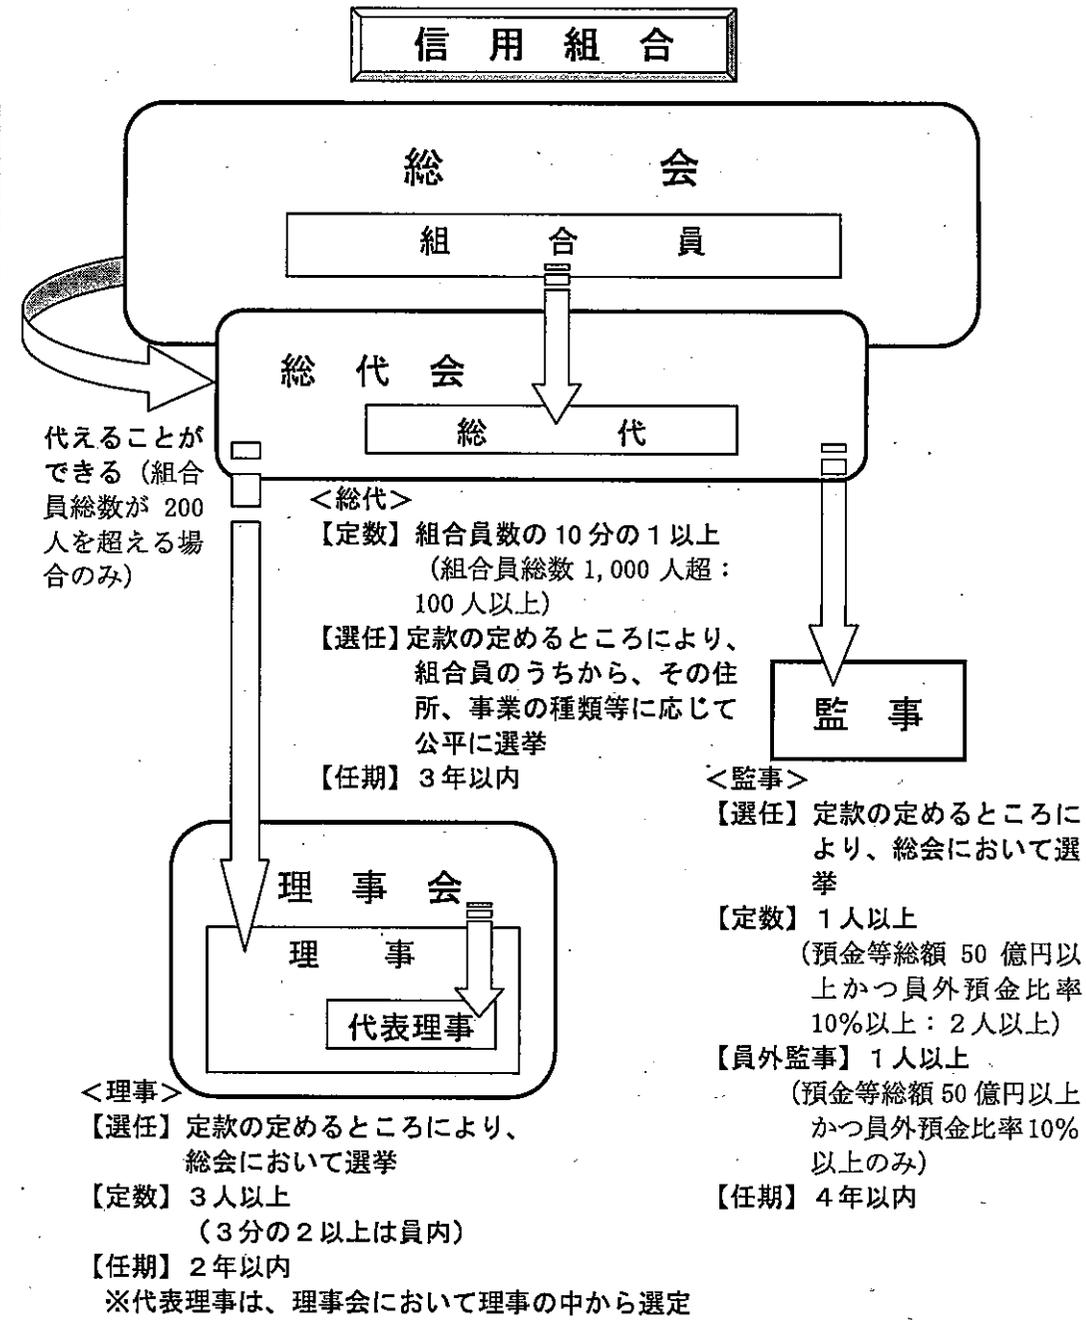 信用組合
総会
組合員
総代会
総代
代えることが
できる（組合
員総数が 200
人を超える場
合のみ）
＜総代＞
【定数】組合員数の10分の1以上
（組合員総数 1,000 人超：
100 人以上）
【選任】定款の定めるところにより、
組合員のうちから、その住
所、事業の種類等に応じて
公平に選挙
【任期】３年以内
監事
＜監事＞
【選任】定款の定めるところに
より、総会において選
挙
【定数】１人以上
（預金等総額 50 億円以
上かつ員外預金比率
10％以上：２人以上）
【員外監事】１人以上
（預金等総額 50 億円以上
かつ員外預金比率10％
以上のみ）
【任期】４年以内
理事会
理事
代表理事
＜理事＞
【選任】定款の定めるところにより、
総会において選挙
【定数】３人以上
（３分の２以上は員内）
【任期】２年以内
※代表理事は、理事会において理事の中から選定